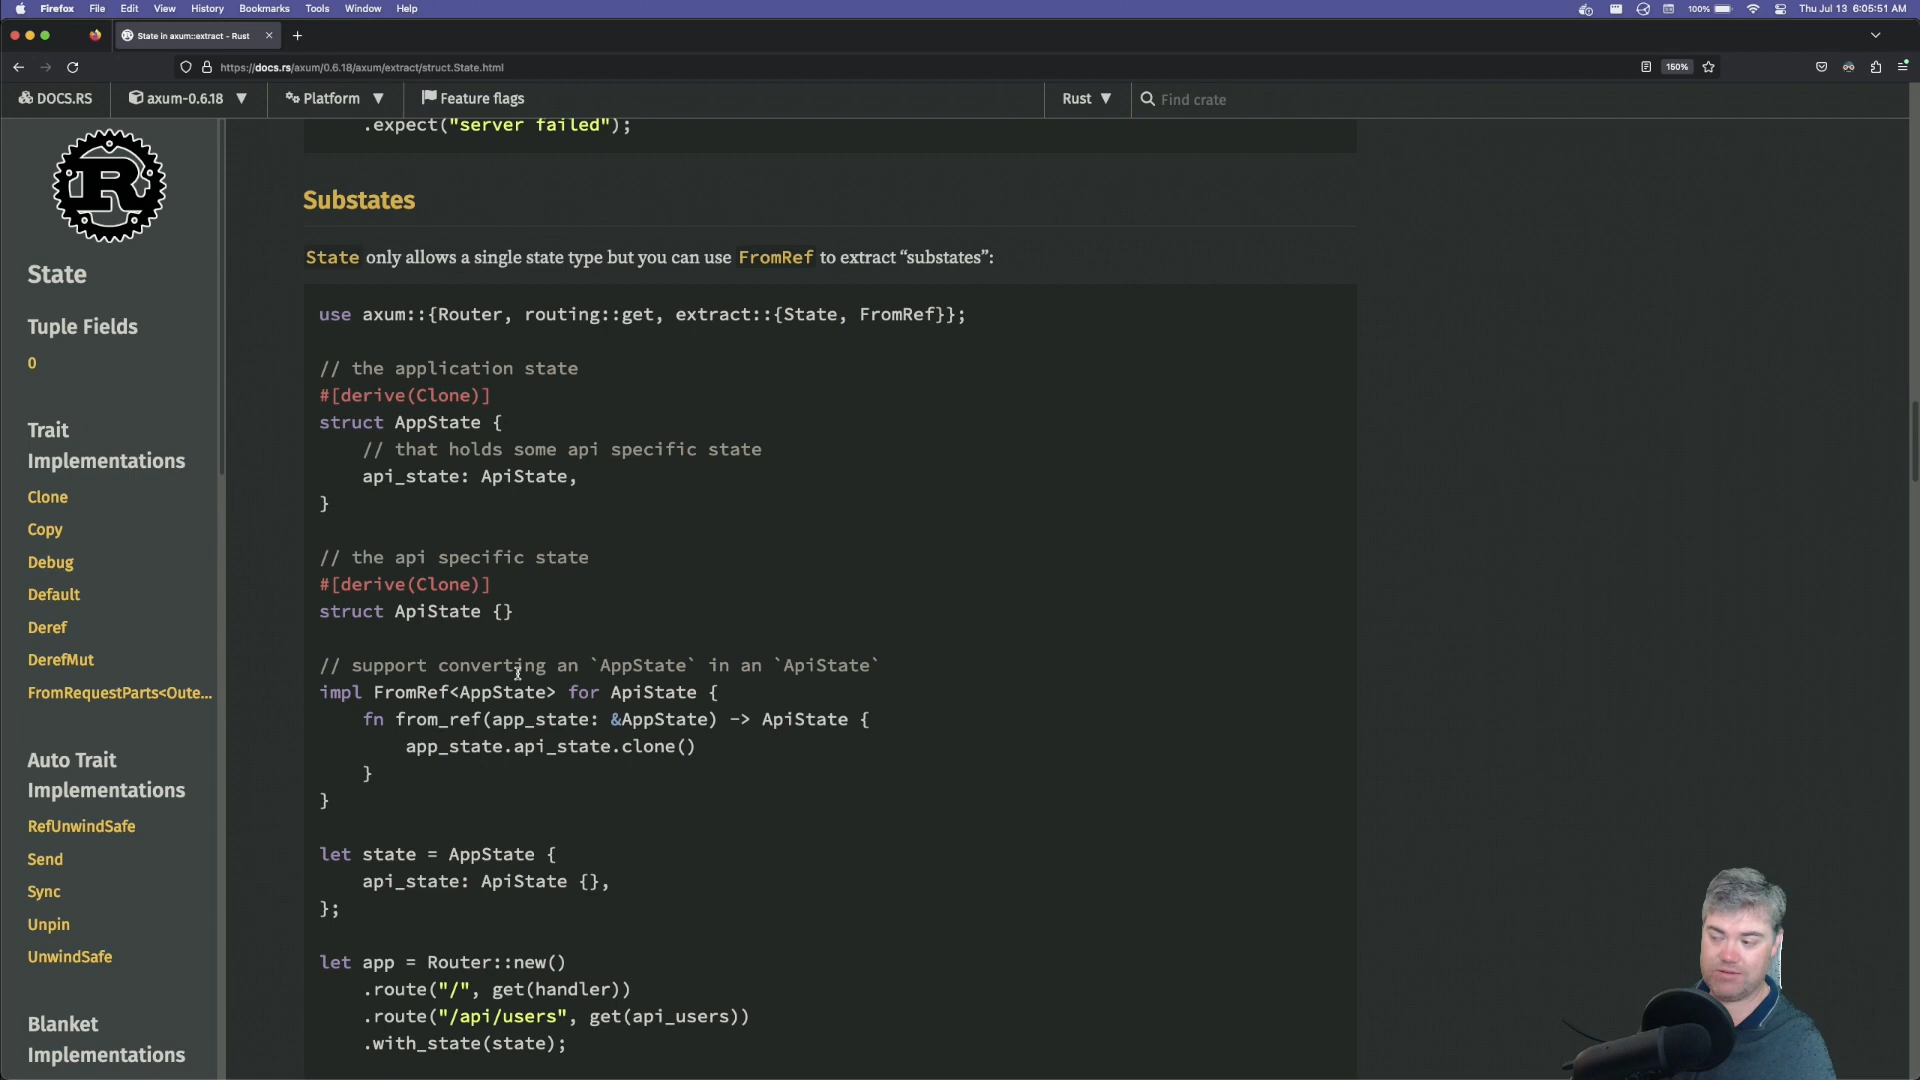 Firefox File Edit View History Bookmarks Tools Window Help 100% Thu Jul 13 6:05:51 AM
State in axum::extract - Rust
https://docs.rs/axum/0.6.18/axum/extract/struct.State.html 150%
DOCS.RS axum-0.6.18 Platform Feature flags Rust Find crate
State
Tuple Fields
0
Trait
Implementations
Clone
Copy
Debug
Default
Deref
DerefMut
FromRequestParts<Oute...
Auto Trait
Implementations
RefUnwindSafe
Send
Sync
Unpin
UnwindSafe
Blanket
Implementations
.expect("server failed");
Substates
State only allows a single state type but you can use FromRef to extract “substates”:
use axum::{Router, routing::get, extract::{State, FromRef}};
// the application state
#[derive(Clone)]
struct AppState {
// that holds some api specific state
api_state: ApiState,
}
// the api specific state
#[derive(Clone)]
struct ApiState {}
// support converting an `AppState` in an `ApiState`
impl FromRef<AppState> for ApiState {
fn from_ref(app_state: &AppState) -> ApiState {
app_state.api_state.clone()
}
}
let state = AppState {
api_state: ApiState {},
};
let app = Router::new()
.route("/", get(handler))
.route("/api/users", get(api_users))
.with_state(state);